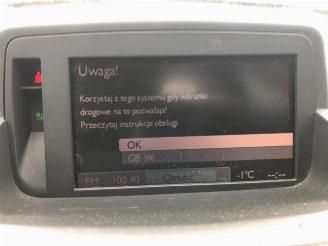 Uwaga!
Korzystaj z tego systemu gdy warunki
drogowe na to pozwalają!
Przeczytaj instrukcje obsługi.
OK
GB
FM 100.40 -1°C --:--